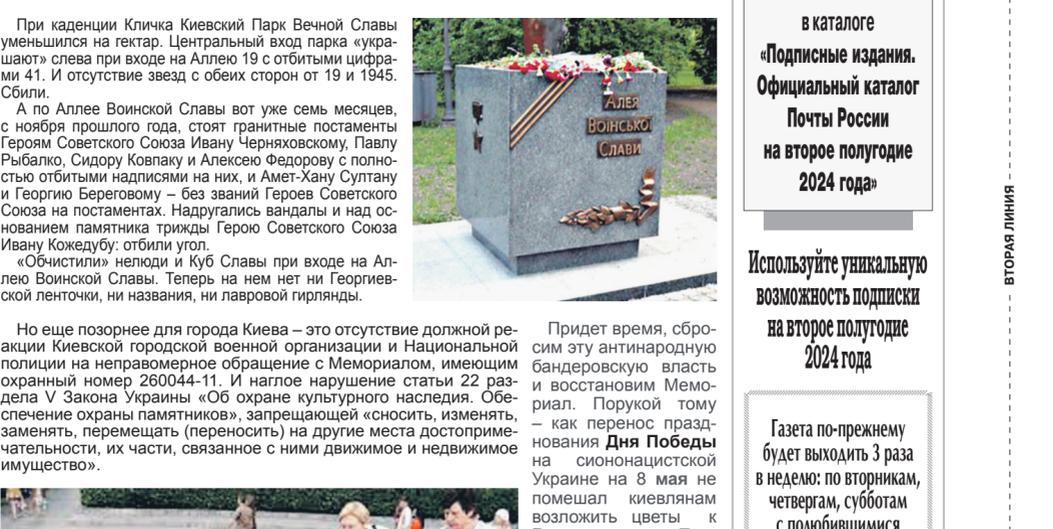 При каденции Кличка Киевский Парк Вечной Славы
уменьшился на гектар. Центральный вход парка «укра-
шают» слева при входе на Аллею 19 с отбитыми цифра-
ми 41. И отсутствие звезд с обеих сторон от 19 и 1945.
Сбили.
А по Аллее Воинской Славы вот уже семь месяцев,
с ноября прошлого года, стоят гранитные постаменты
Героям Советского Союза Ивану Черняховскому, Павлу
Рыбалко, Сидору Ковпаку и Алексею Федорову с полно-
стью отбитыми надписями на них, и Амет-Хану Султану
и Георгию Береговому – без званий Героев Советского
Союза на постаментах. Надругались вандалы и над ос-
нованием памятника трижды Герою Советского Союза
Ивану Кожедубу: отбили угол.
«Обчистили» нелюди и Куб Славы при входе на Ал-
лею Воинской Славы. Теперь на нем нет ни Георгиев-
ской ленточки, ни названия, ни лавровой гирлянды.
АЛЕЯ
ВОІНСЬКОЇ
СЛАВИ
Но еще позорнее для города Киева – это отсутствие должной ре-
акции Киевской городской военной организации и Национальной
полиции на неправомерное обращение с Мемориалом, имеющим
охранный номер 260044-11. И наглое нарушение статьи 22 раз-
дела V Закона Украины «Об охране культурного наследия. Обе-
спечение охраны памятников», запрещающей «сносить, изменять,
заменять, перемещать (переносить) на другие места достоприме-
чательности, их части, связанное с ними движимое и недвижимое
имущество».
Придет время, сбро-
сим эту антинародную
бандеровскую власть
и восстановим Мемо-
риал. Порукой тому
– как перенос празд-
нования Дня Победы
на сионо­нацистской
Украине на 8 мая не
помешал киевлянам
возложить цветы к
в каталоге
«Подписные издания.
Официальный каталог
Почты России
на второе полугодие
2024 года»
Используйте уникальную
возможность подписки
на второе полугодие
2024 года
Газета по-прежнему
будет выходить 3 раза
в неделю: по вторникам,
четвергам, субботам
с полюбившимися
ВТОРАЯ ЛИНИЯ